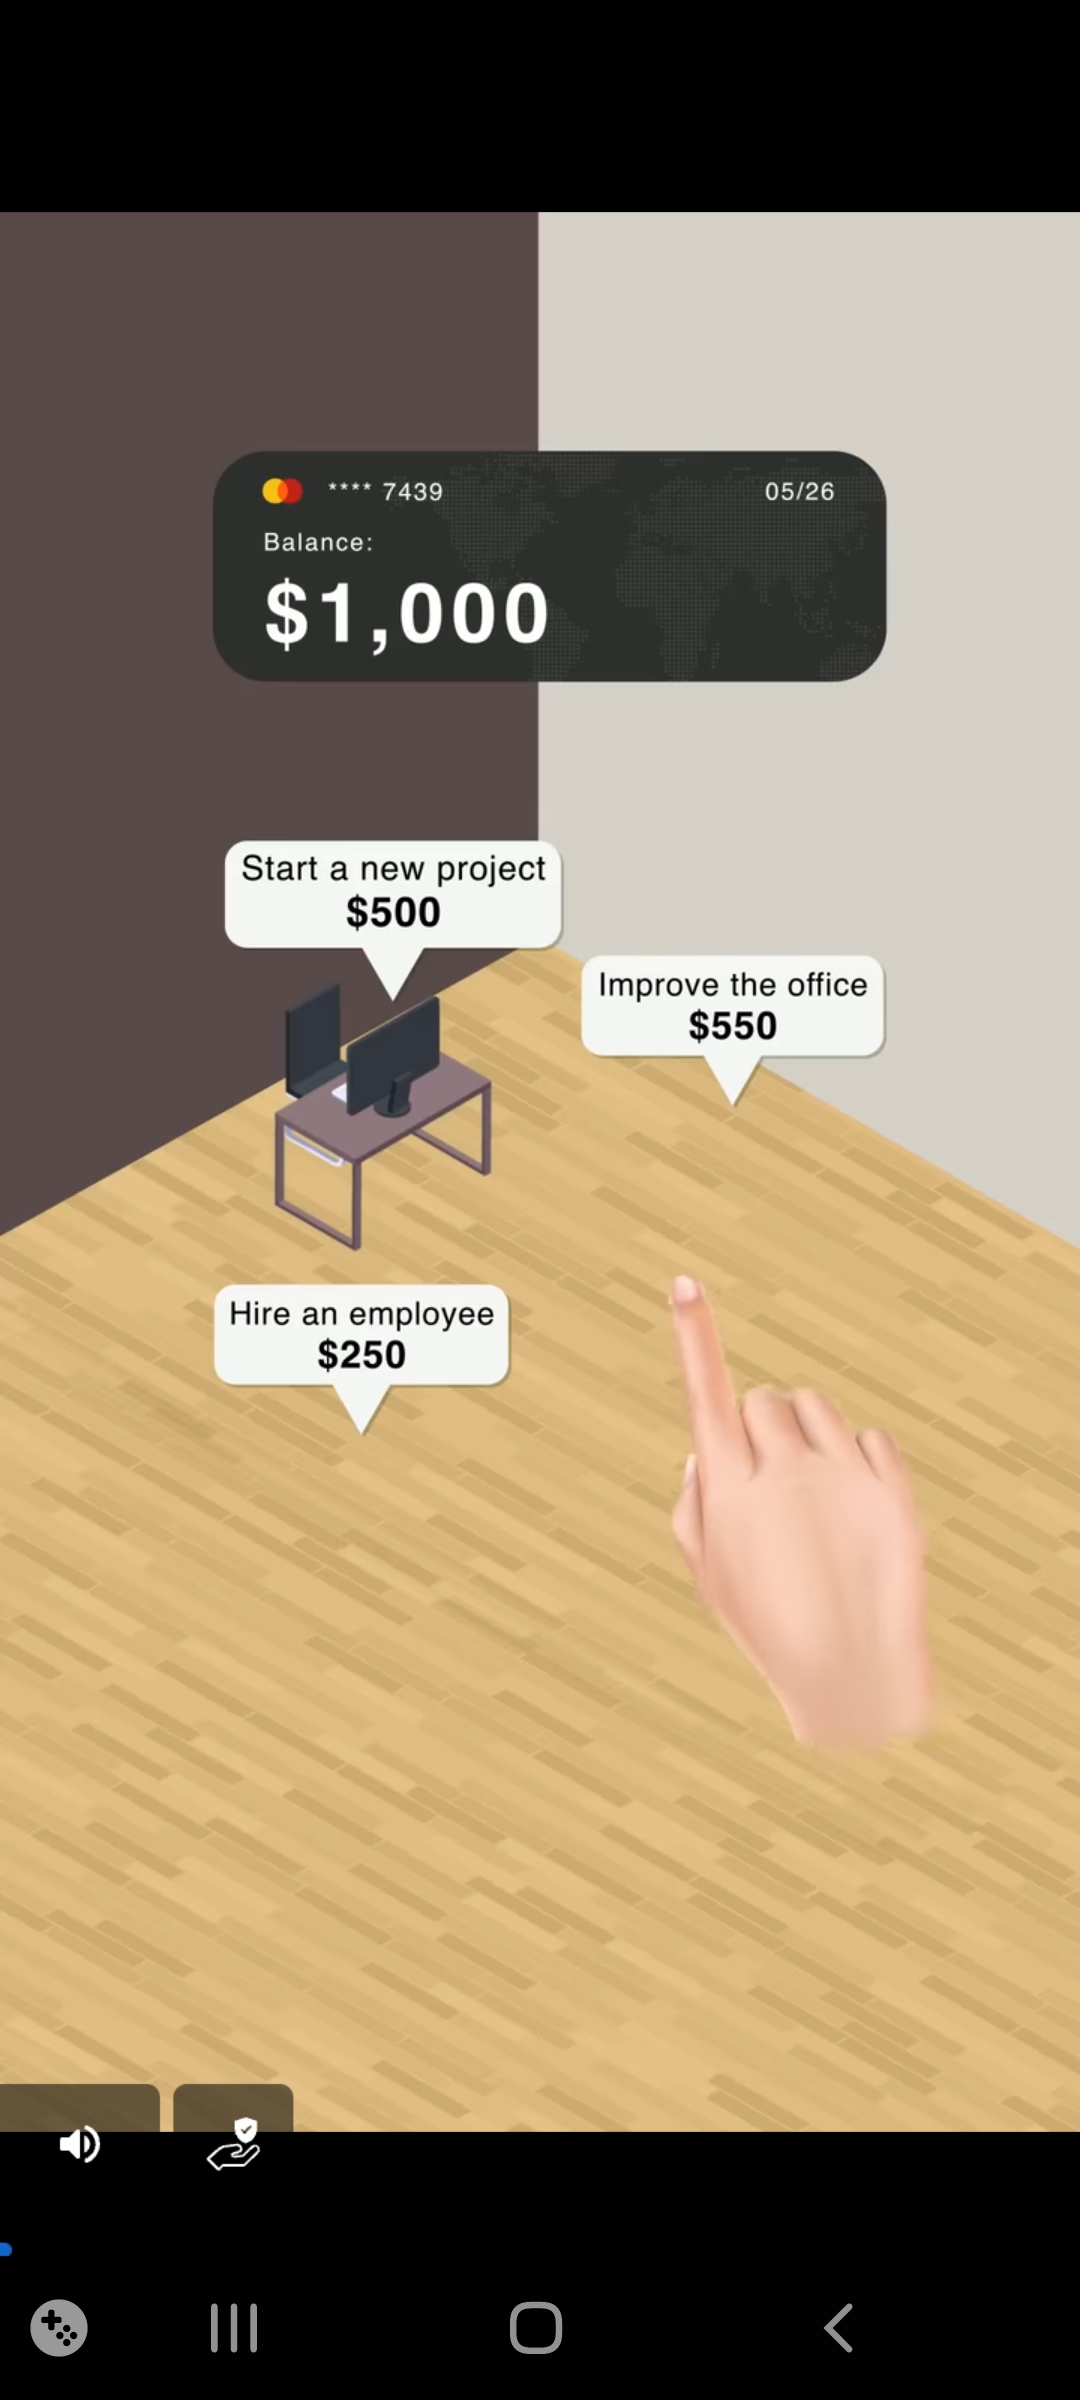 **** 7439
05/26
Balance:
$1,000
Start a new project
$500
Improve the office
$550
Hire an employee
$250